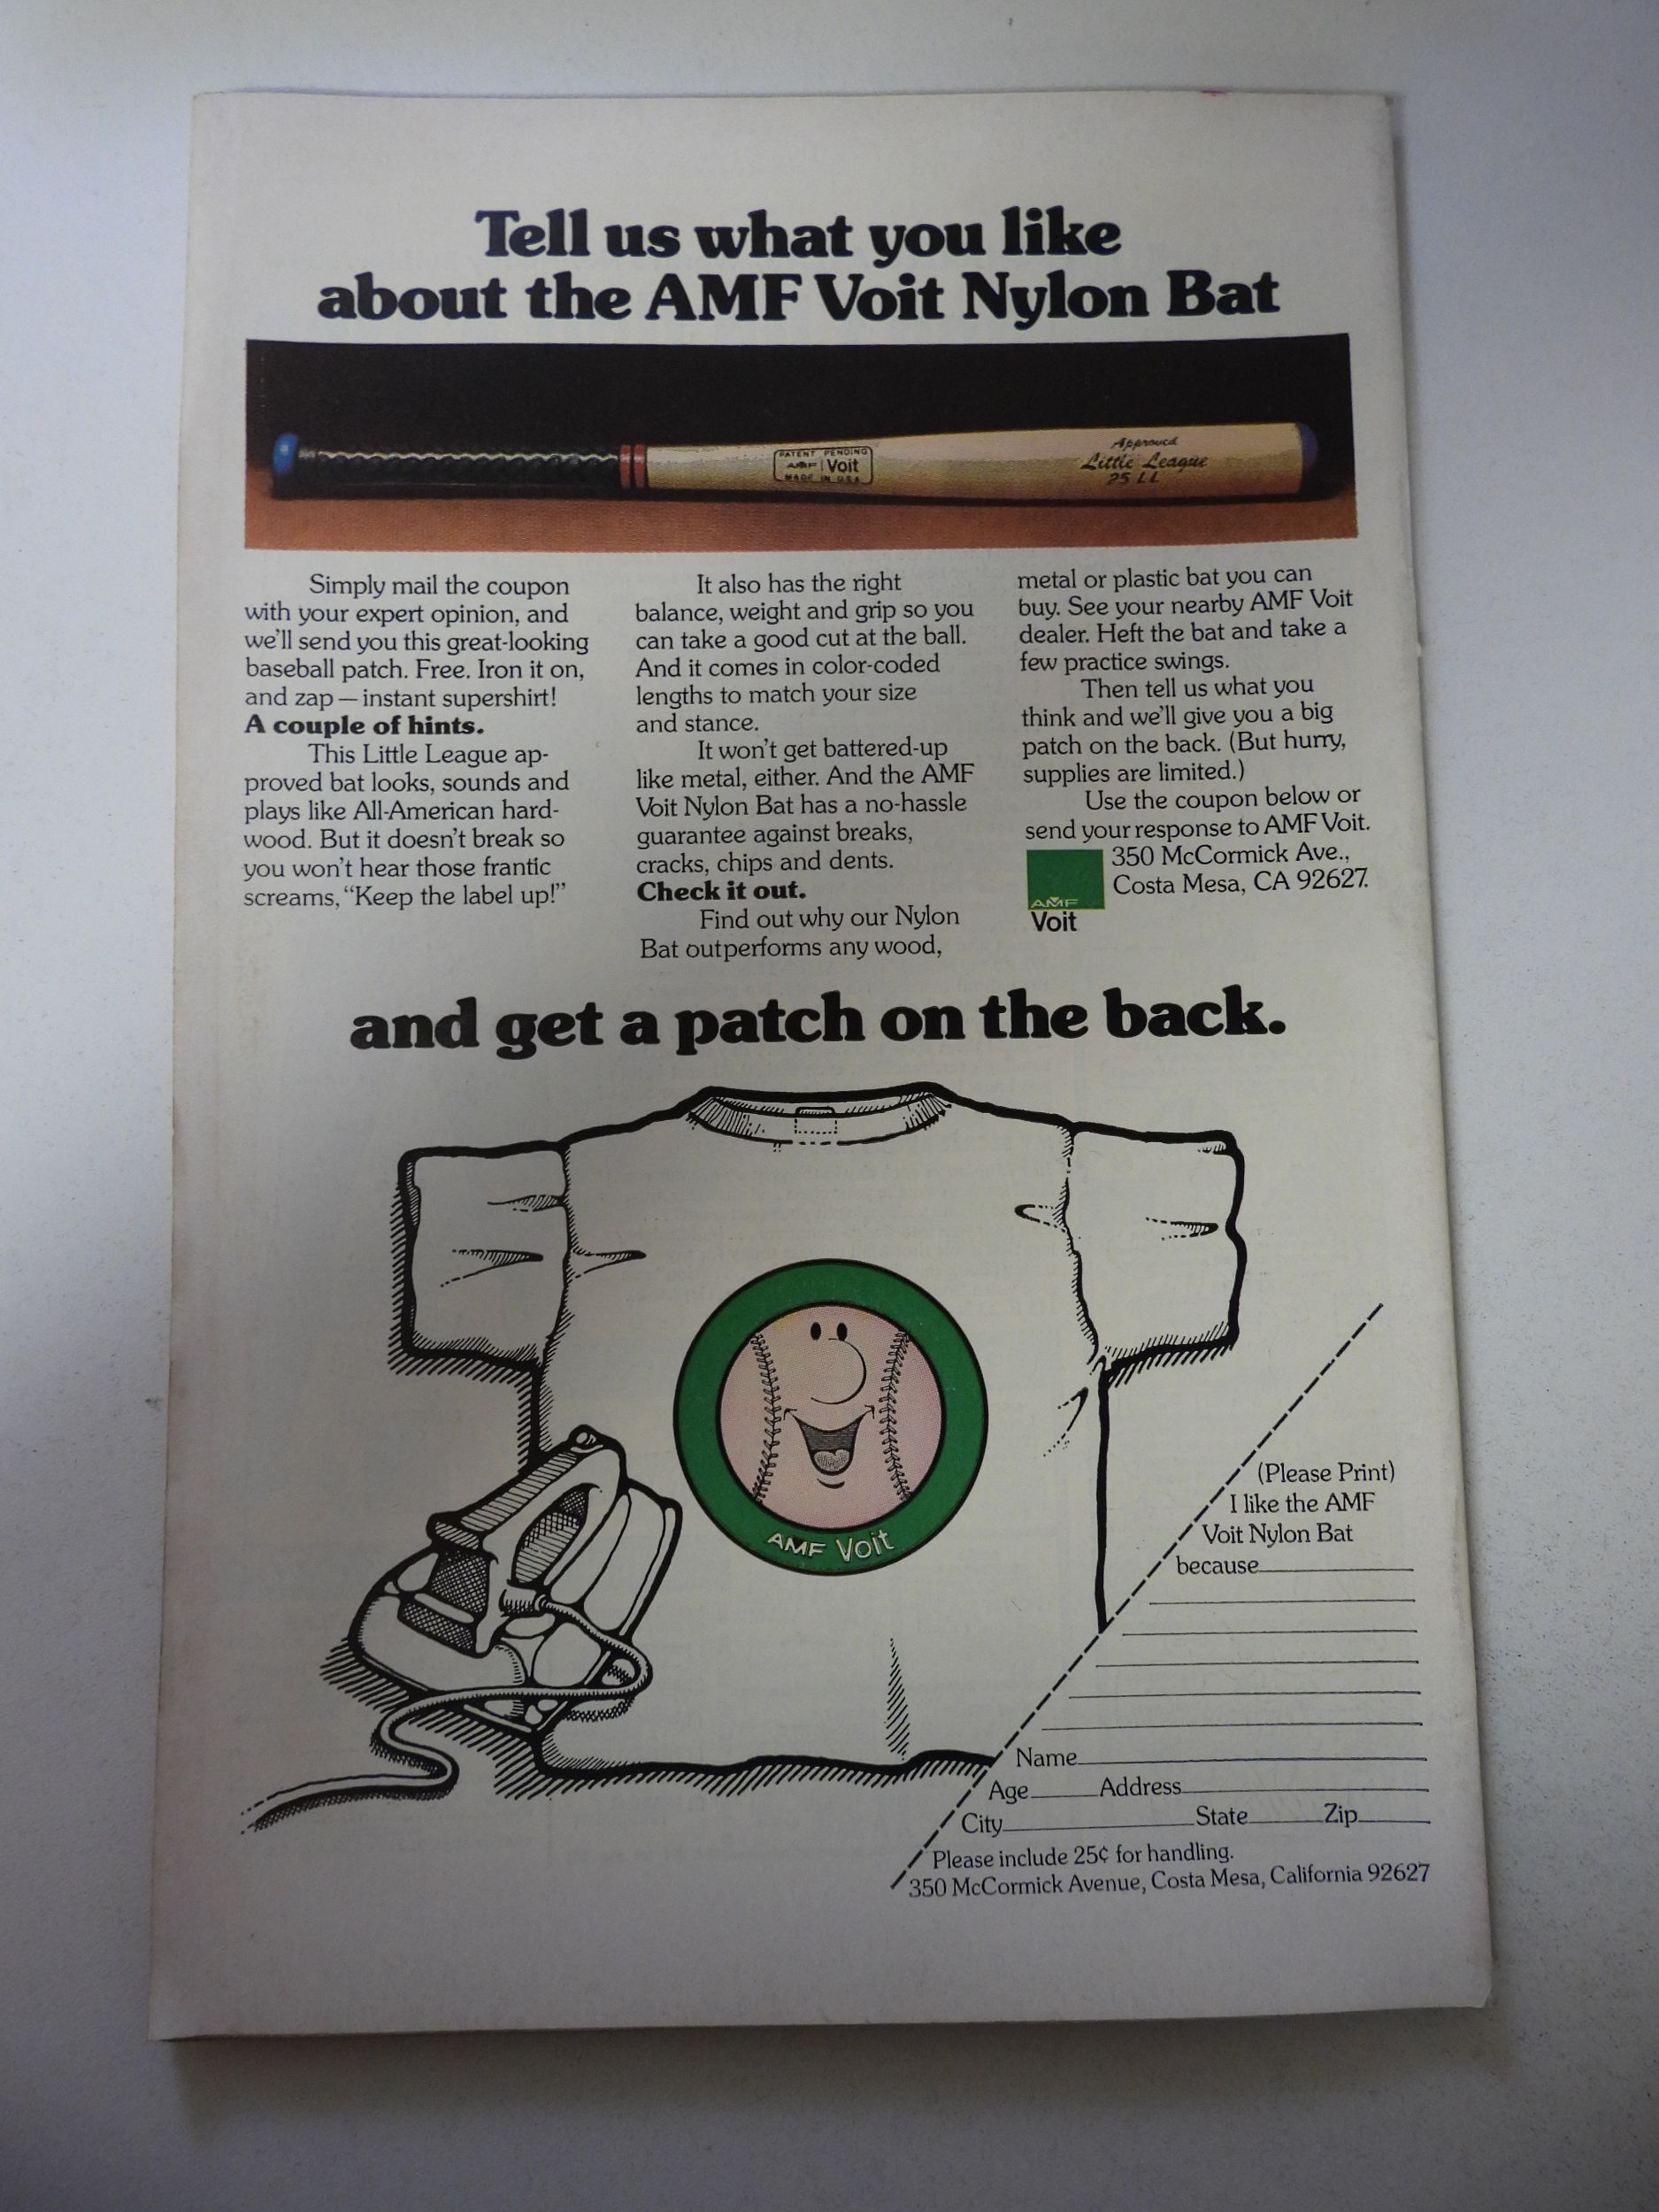 Tell us what you like
about the AMF Voit Nylon Bat
PATENT PENDING
AMF | Voit
MADE IN U.S.A.
Approved
Little League
25 LL
Simply mail the coupon
with your expert opinion, and
we'll send you this great-looking
baseball patch. Free. Iron it on,
and zap — instant supershirt!
A couple of hints.
This Little League ap-
proved bat looks, sounds and
plays like All-American hard-
wood. But it doesn't break so
you won't hear those frantic
screams, “Keep the label up!”
It also has the right
balance, weight and grip so you
can take a good cut at the ball.
And it comes in color-coded
lengths to match your size
and stance.
It won't get battered-up
like metal, either. And the AMF
Voit Nylon Bat has a no-hassle
guarantee against breaks,
cracks, chips and dents.
Check it out.
Find out why our Nylon
Bat outperforms any wood,
metal or plastic bat you can
buy. See your nearby AMF Voit
dealer. Heft the bat and take a
few practice swings.
Then tell us what you
think and we'll give you a big
patch on the back. (But hurry,
supplies are limited.)
Use the coupon below or
send your response to AMF Voit.
350 McCormick Ave.,
Costa Mesa, CA 92627.
AMF
Voit
and get a patch on the back.
AMF Voit
(Please Print)
I like the AMF
Voit Nylon Bat
because
Name
Age Address
City State Zip
Please include 25¢ for handling.
350 McCormick Avenue, Costa Mesa, California 92627